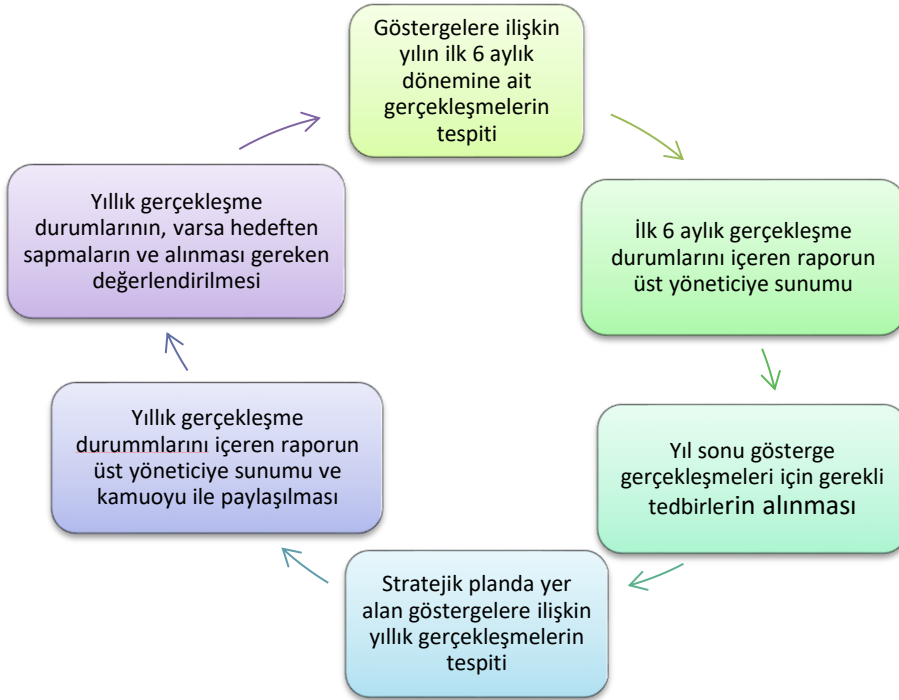 Göstergelere ilişkin
yılın ilk 6 aylık
dönemine ait
gerçekleşmelerin
tespiti
İlk 6 aylık gerçekleşme
durumlarını içeren raporun
üst yöneticiye sunumu
Yıl sonu gösterge
gerçekleşmeleri için gerekli
tedbirlerin alınması
Stratejik planda yer
alan göstergelere ilişkin
yıllık gerçekleşmelerin
tespiti
Yıllık gerçekleşme
durummlarını içeren raporun
üst yöneticiye sunumu ve
kamuoyu ile paylaşılması
Yıllık gerçekleşme
durumlarının, varsa hedeften
sapmaların ve alınması gereken
değerlendirilmesi